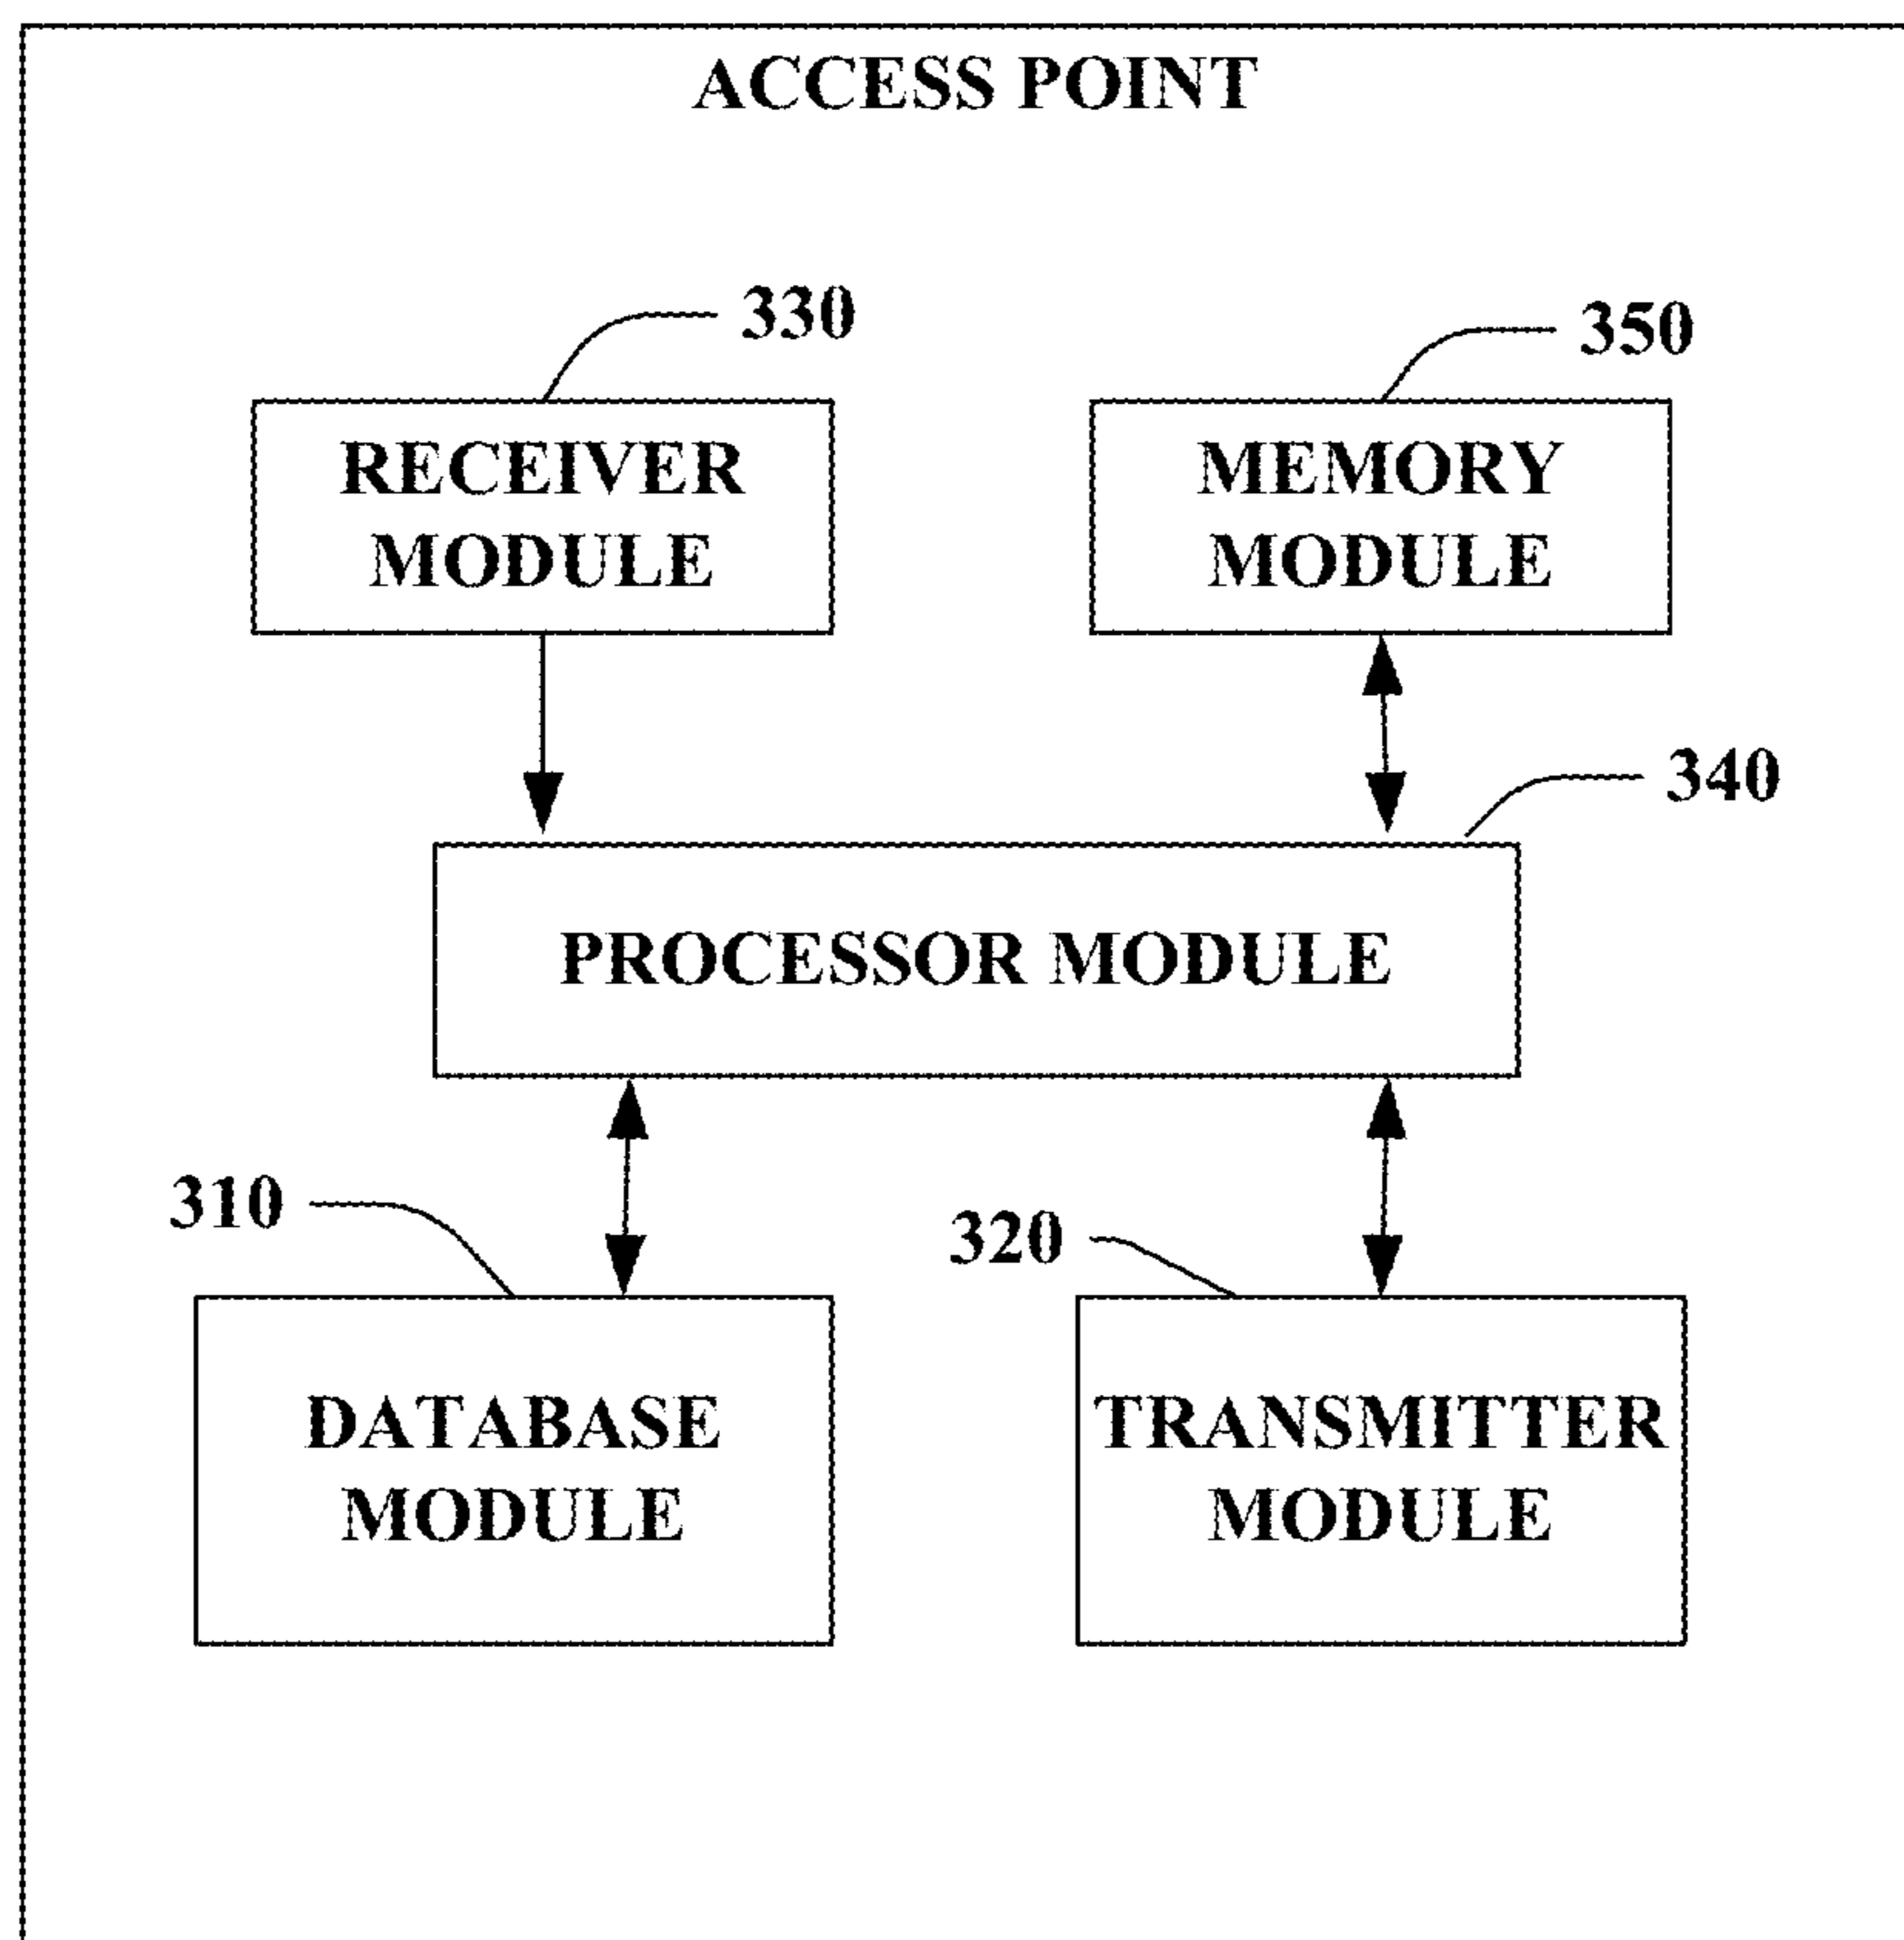 ACCESS POINT
330
350
RECEIVER
MODULE
MEMORY
MODULE
340
PROCESSOR MODULE
310
320
DATABASE
MODULE
TRANSMITTER
MODULE